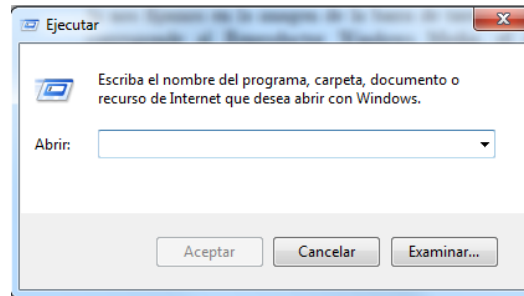 Ejecutar
Escriba el nombre del programa, carpeta, documento o
recurso de Internet que desea abrir con Windows.
Abrir:
Aceptar
Cancelar
Examinar...